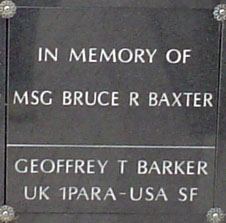 IN MEMORY OF
MSG BRUCE R BAXTER
GEOFFREY T BARKER
UK 1PARA-USA SF